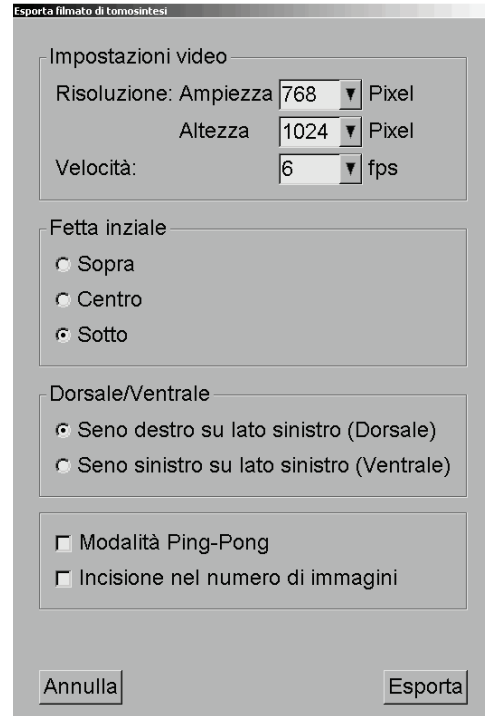 Esporta filmato di tomosintesi
Impostazioni video
Risoluzione: Ampiezza 768 Pixel
Altezza 1024 Pixel
Velocità: 6 fps
Fetta inziale
Sopra
Centro
Sotto
Dorsale/Ventrale
Seno destro su lato sinistro (Dorsale)
Seno sinistro su lato sinistro (Ventrale)
Modalità Ping-Pong
Incisione nel numero di immagini
Annulla Esporta